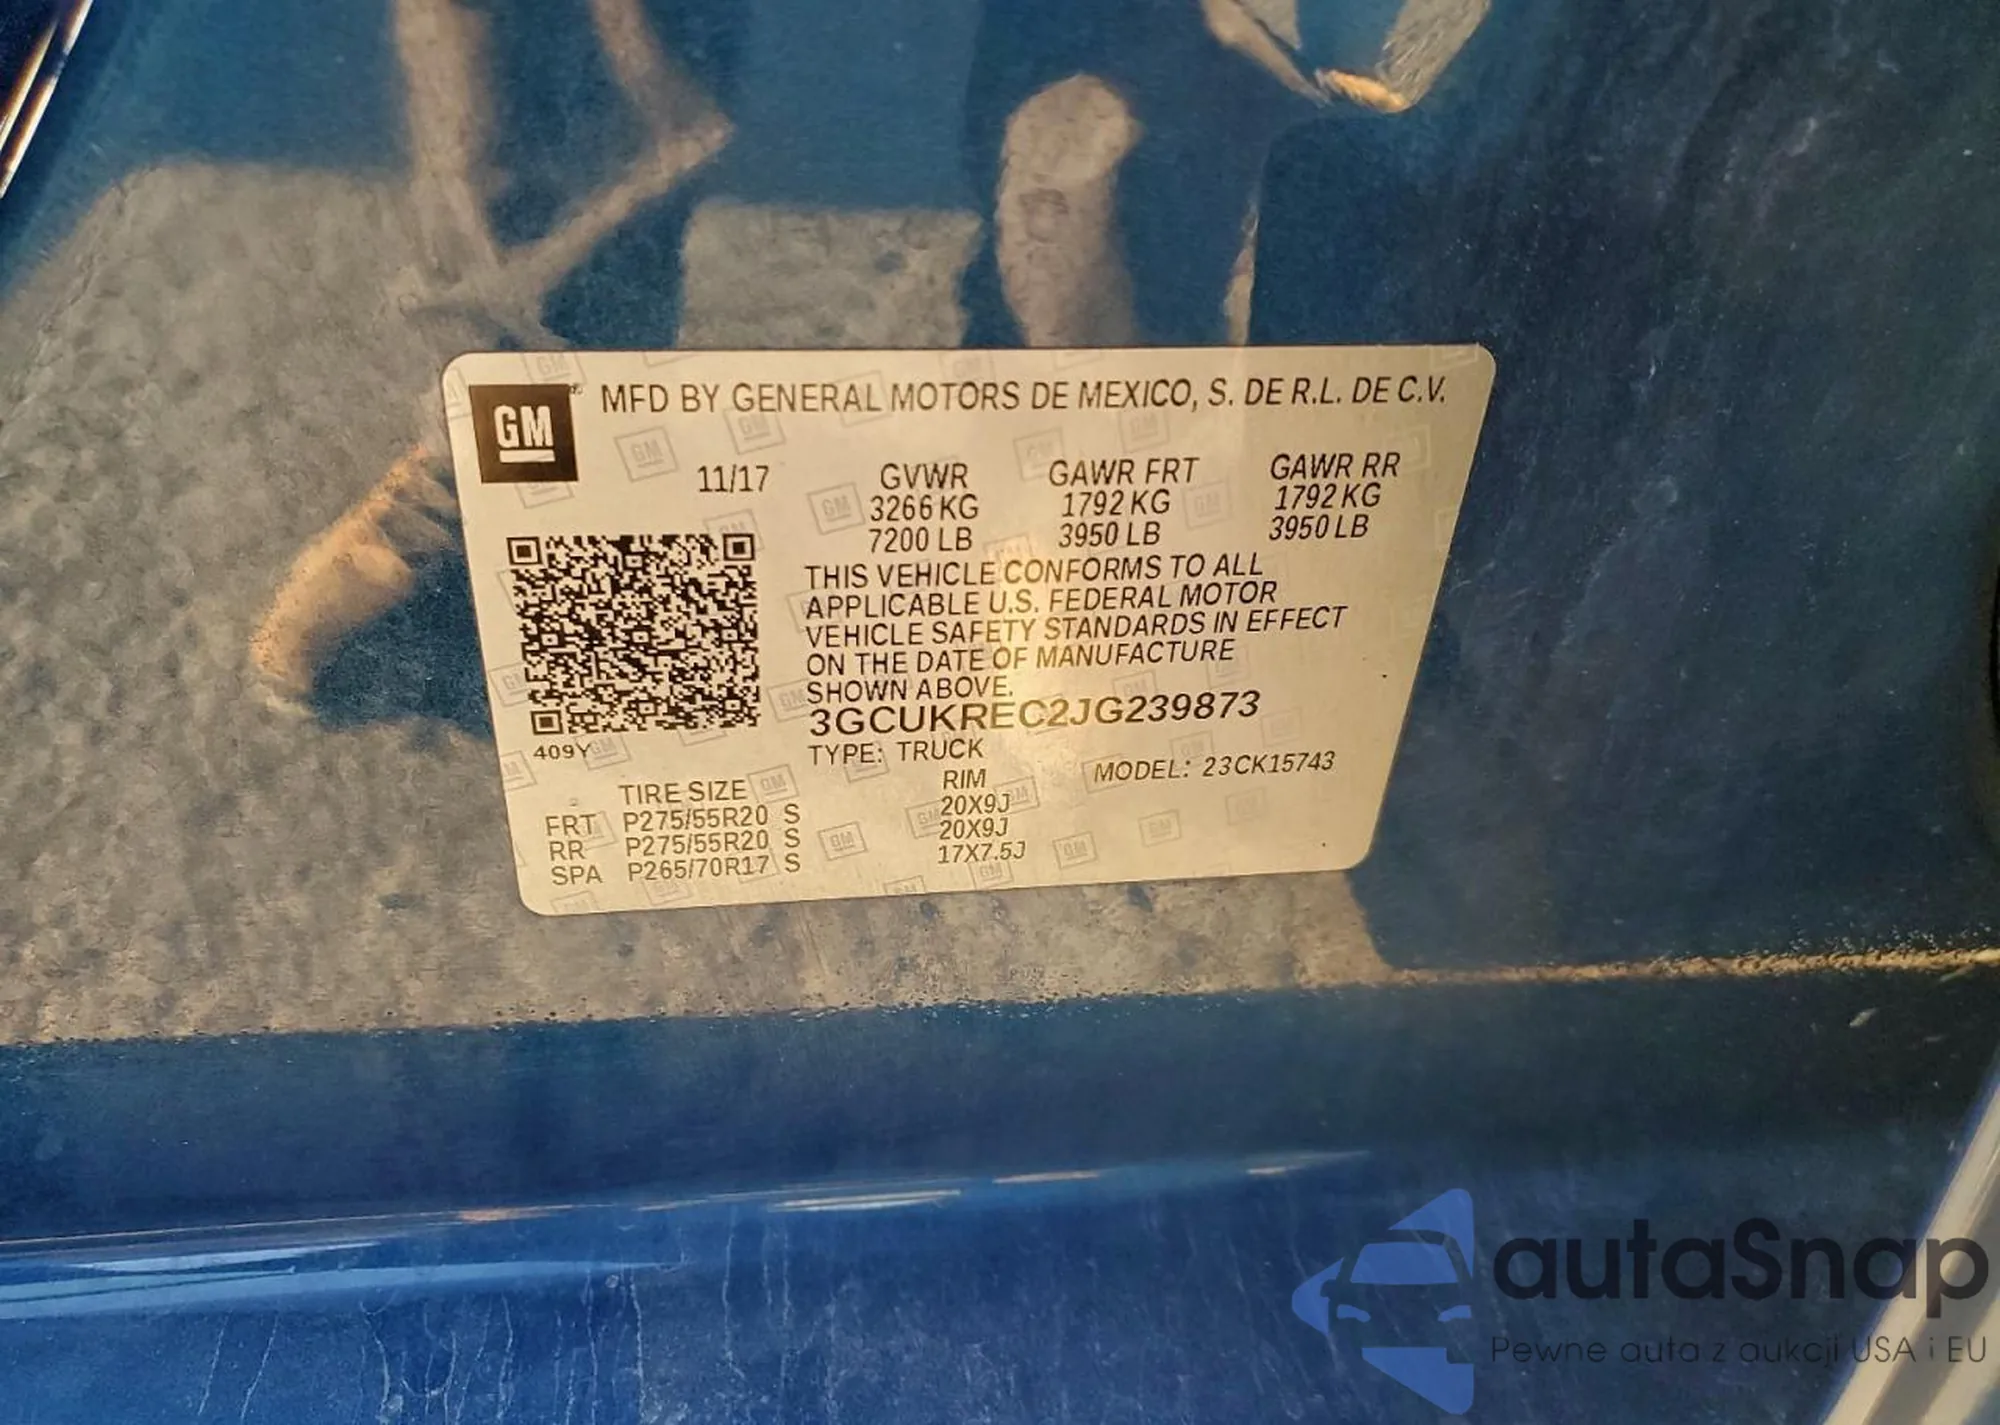 GM
MFD BY GENERAL MOTORS DE MEXICO, S. DE R.L. DE C.V.
11/17 GVWR GAWR FRT GAWR RR
3266 KG 1792 KG 1792 KG
7200 LB 3950 LB 3950 LB
THIS VEHICLE CONFORMS TO ALL
APPLICABLE U.S. FEDERAL MOTOR
VEHICLE SAFETY STANDARDS IN EFFECT
ON THE DATE OF MANUFACTURE
SHOWN ABOVE.
3GCUKREC2JG239873
409Y
TYPE: TRUCK MODEL: 23CK15743
TIRE SIZE RIM
FRT P275/55R20 S 20X9J
RR P275/55R20 S 20X9J
SPA P265/70R17 S 17X7.5J
autaSnap
Pewne auta z aukcji USA i EU